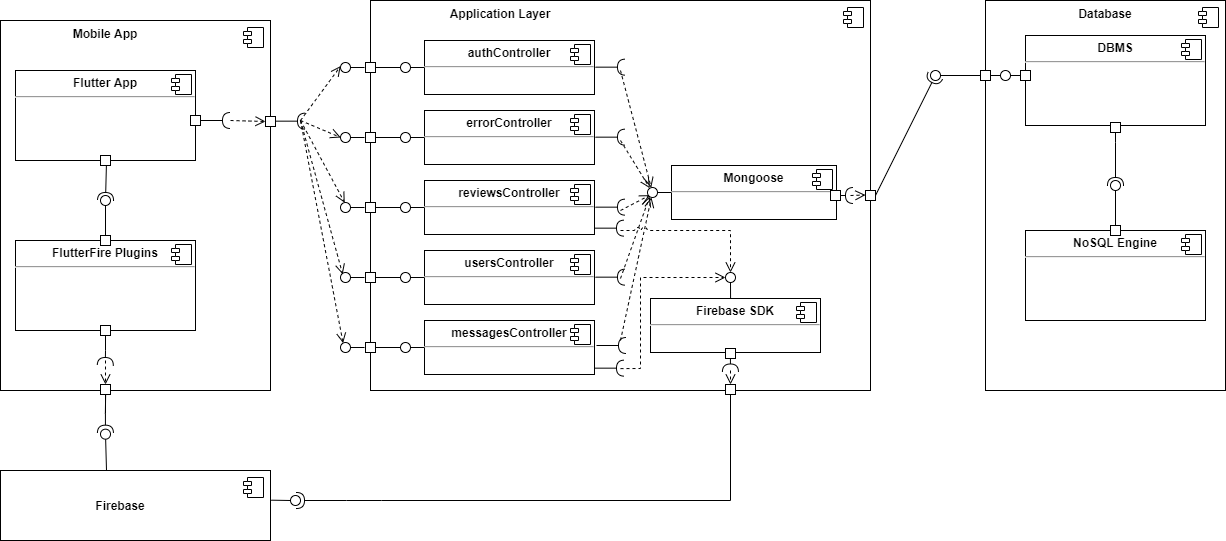 Mobile App
Flutter App
FlutterFire Plugins
Application Layer
authController
errorController
reviewsController
usersController
messagesController
Mongoose
Firebase SDK
Database
DBMS
NoSQL Engine
Firebase